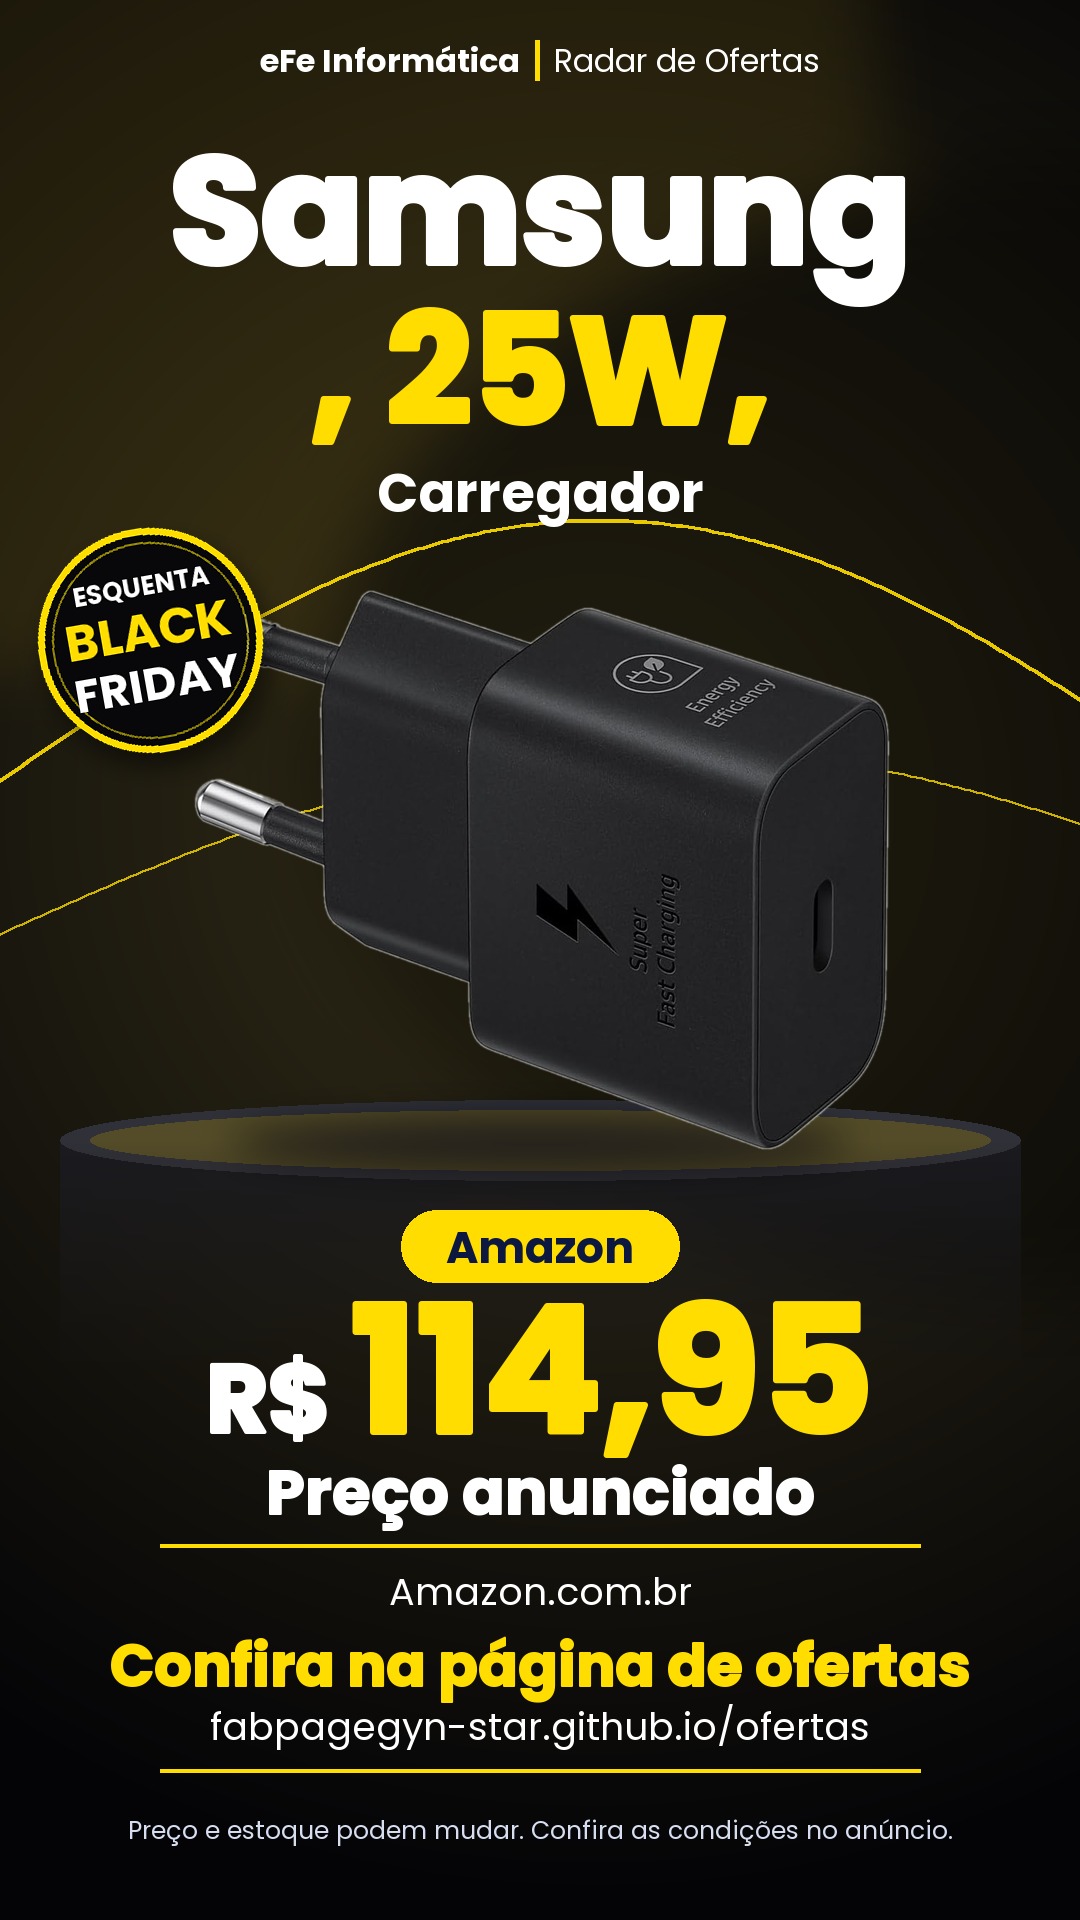 eFe Informática | Radar de Ofertas
Samsung
, 25W,
Carregador
ESQUENTA
BLACK
FRIDAY
Energy
Efficiency
Super
Fast Charging
Amazon
R$ 114,95
Preço anunciado
Amazon.com.br
Confira na página de ofertas
fabpagegyn-star.github.io/ofertas
Preço e estoque podem mudar. Confira as condições no anúncio.